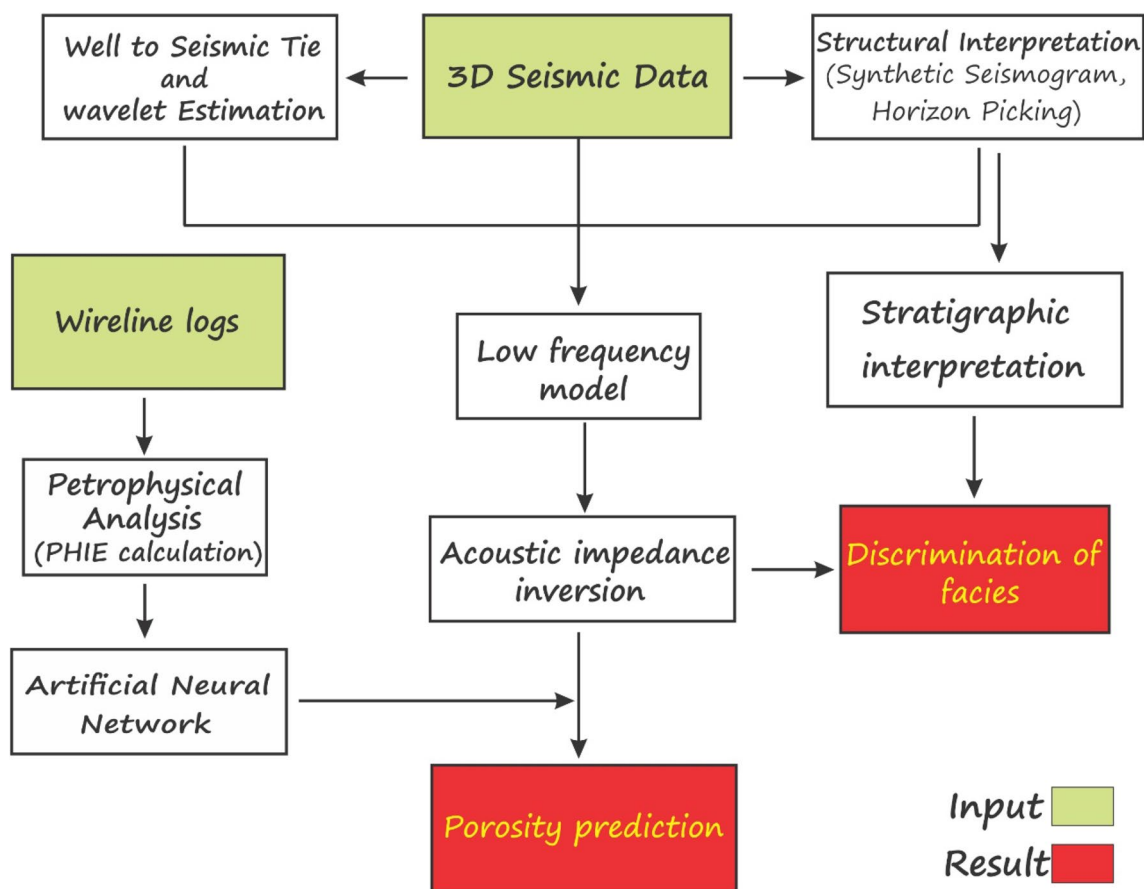 Well to Seismic Tie
and
wavelet Estimation
3D Seismic Data
Structural Interpretation
(Synthetic Seismogram,
Horizon Picking)
Wireline logs
Low frequency
model
Stratigraphic
interpretation
Petrophysical
Analysis
(PHIE calculation)
Acoustic impedance
inversion
Discrimination of
facies
Artificial Neural
Network
Porosity prediction
Input
Result